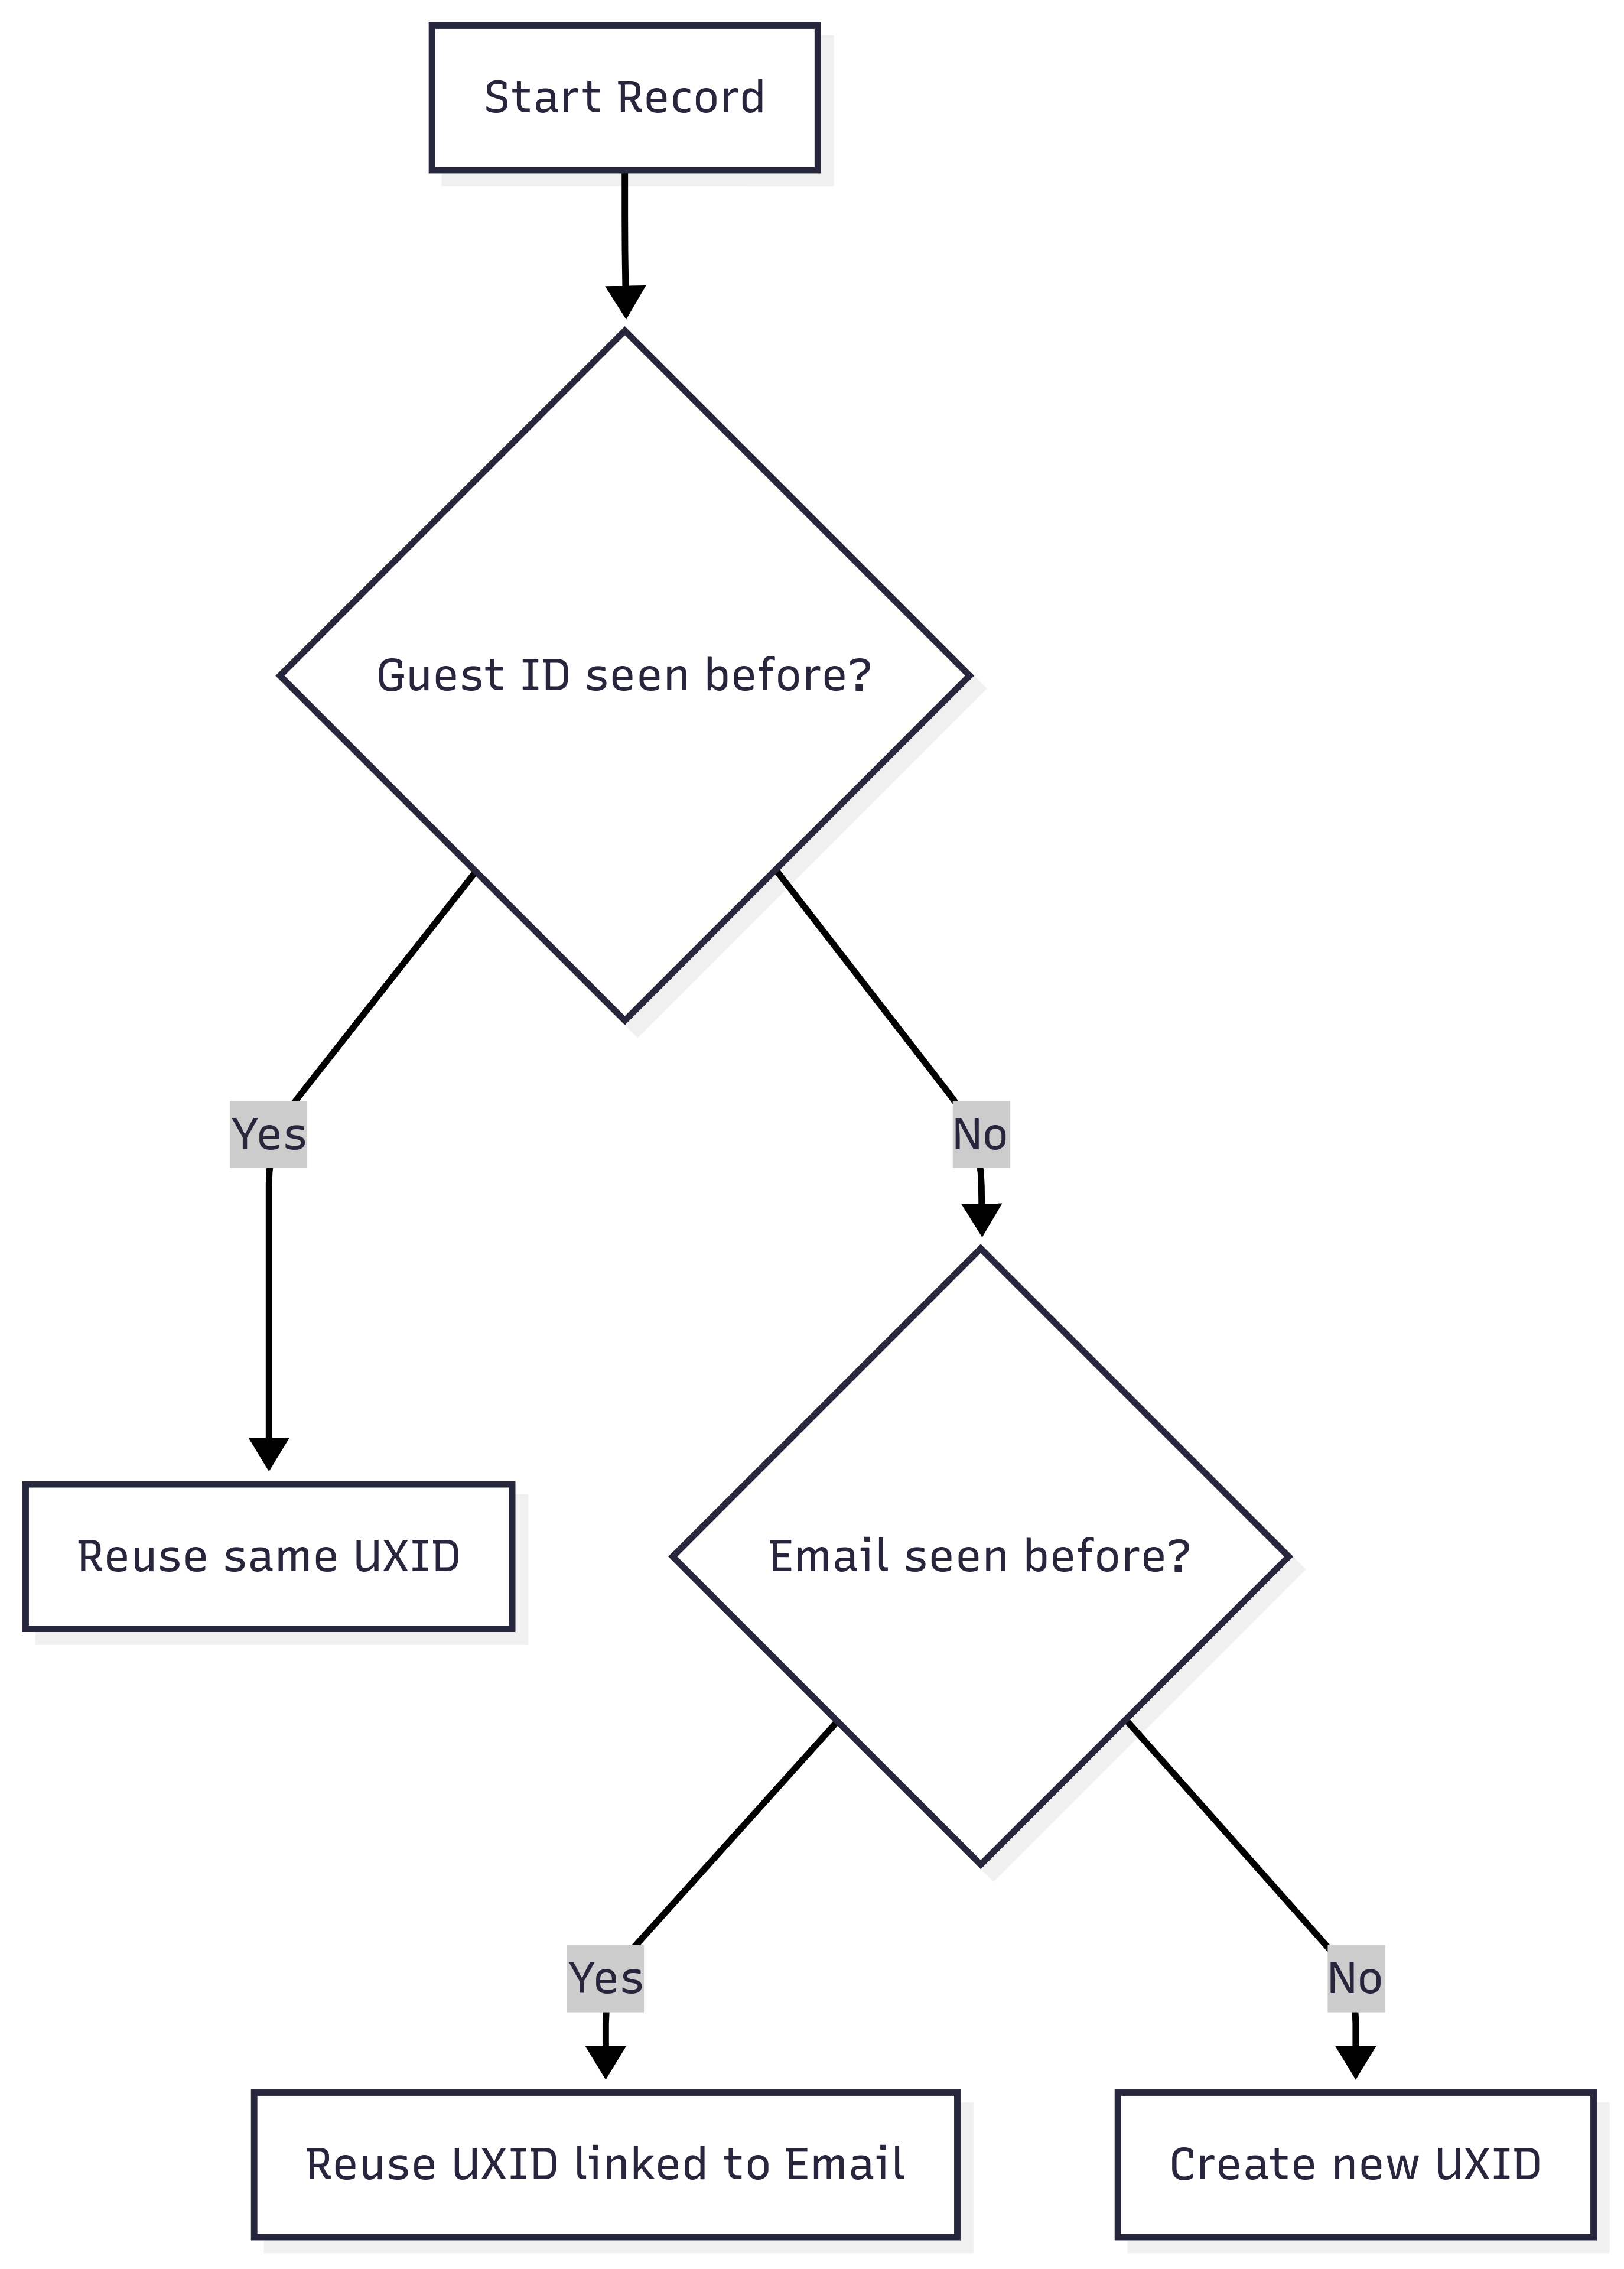 Start Record
Guest ID seen before?
Yes
No
Reuse same UXID
Email seen before?
Yes
No
Reuse UXID linked to Email
Create new UXID